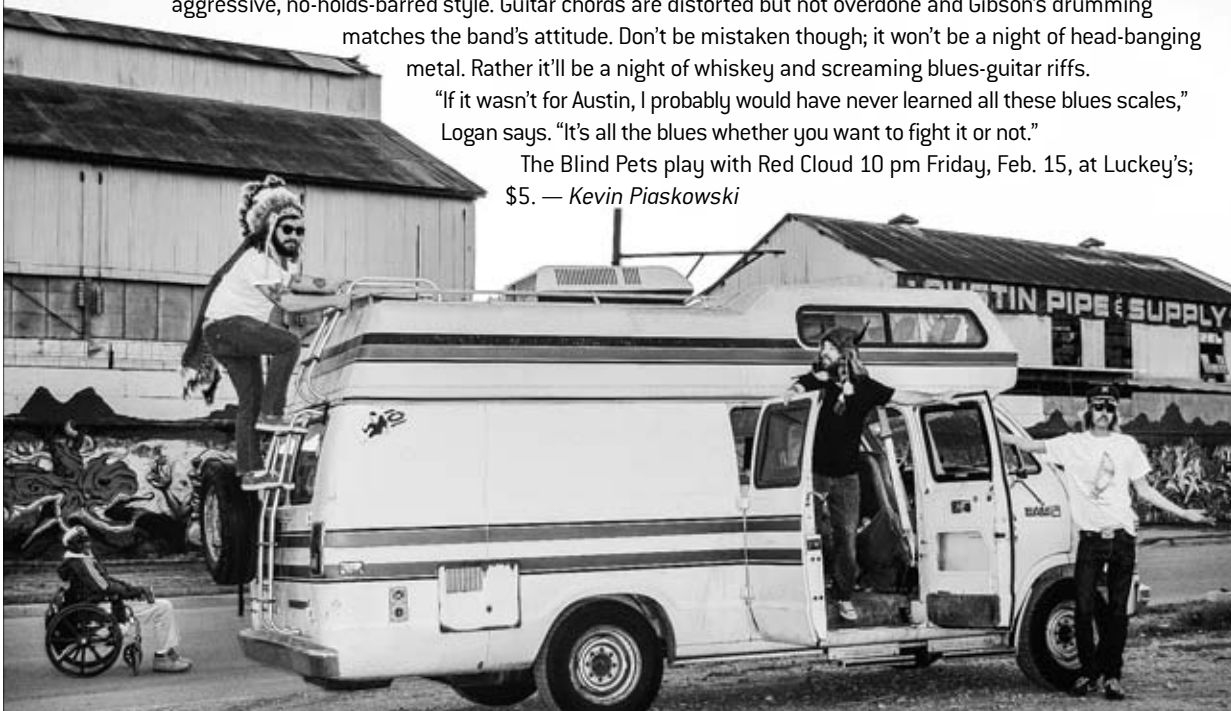 aggressive, no-holds-barred style. Guitar chords are distorted but not overdone and Gibson's drumming
matches the band's attitude. Don't be mistaken though; it won't be a night of head-banging
metal. Rather it'll be a night of whiskey and screaming blues-guitar riffs.
“If it wasn't for Austin, I probably would have never learned all these blues scales,”
Logan says. “It's all the blues whether you want to fight it or not.”
The Blind Pets play with Red Cloud 10 pm Friday, Feb. 15, at Luckey's;
$5. — Kevin Piaskowski
AUSTIN PIPE & SUPPLY